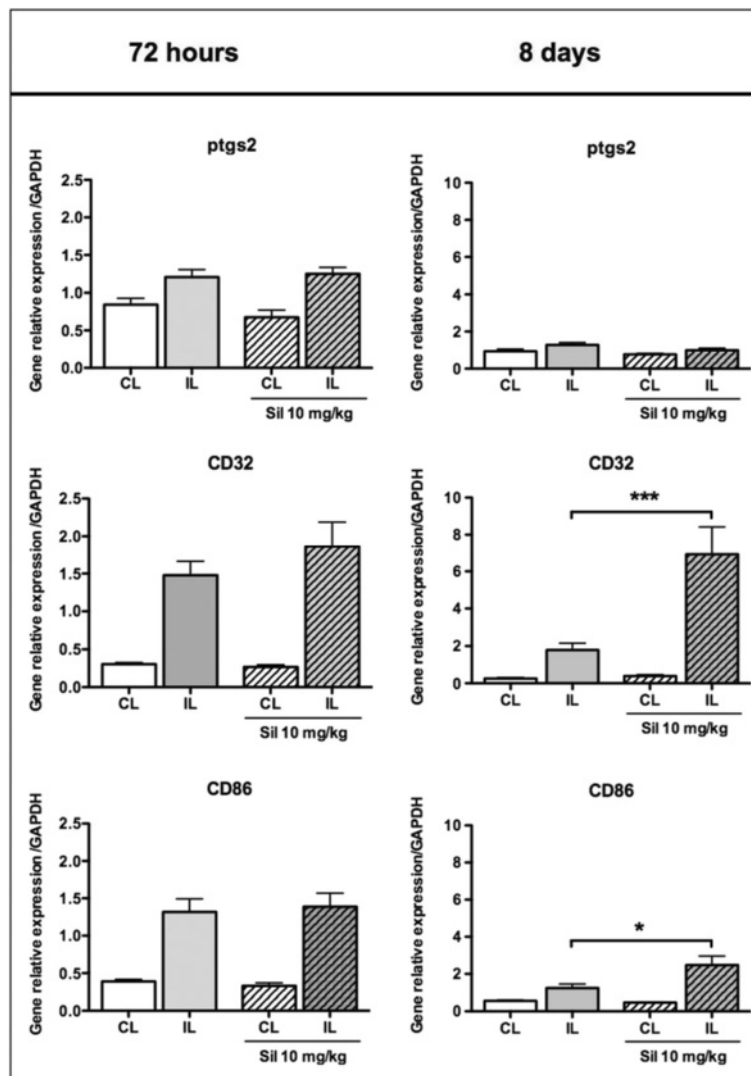 72 hours
8 days
ptgs2
Gene relative expression /GAPDH
2.5
2.0
1.5
1.0
0.5
0.0
CL IL CL IL
Sil 10 mg/kg
ptgs2
Gene relative expression/GAPDH
10
8
6
4
2
0
CL IL CL IL
Sil 10 mg/kg
CD32
Gene relative expression /GAPDH
2.5
2.0
1.5
1.0
0.5
0.0
CL IL CL IL
Sil 10 mg/kg
CD32
Gene relative expression/GAPDH
10
8
6
4
2
0
***
CL IL CL IL
Sil 10 mg/kg
CD86
Gene relative expression /GAPDH
2.5
2.0
1.5
1.0
0.5
0.0
CL IL CL IL
Sil 10 mg/kg
CD86
Gene relative expression/GAPDH
10
8
6
4
2
0
*
CL IL CL IL
Sil 10 mg/kg